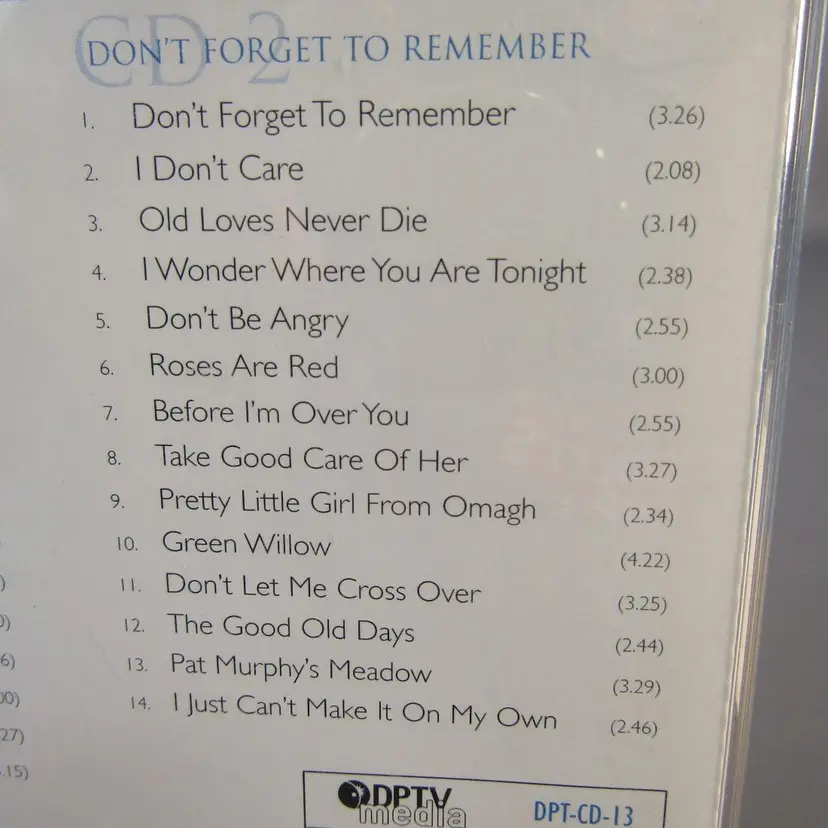 CD 2
DON'T FORGET TO REMEMBER
1. Don't Forget To Remember (3.26)
2. I Don't Care (2.08)
3. Old Loves Never Die (3.14)
4. I Wonder Where You Are Tonight (2.38)
5. Don't Be Angry (2.55)
6. Roses Are Red (3.00)
7. Before I'm Over You (2.55)
8. Take Good Care Of Her (3.27)
9. Pretty Little Girl From Omagh (2.34)
10. Green Willow (4.22)
11. Don't Let Me Cross Over (3.25)
12. The Good Old Days (2.44)
13. Pat Murphy's Meadow (3.29)
14. I Just Can't Make It On My Own (2.46)
DPTV media DPT-CD-13